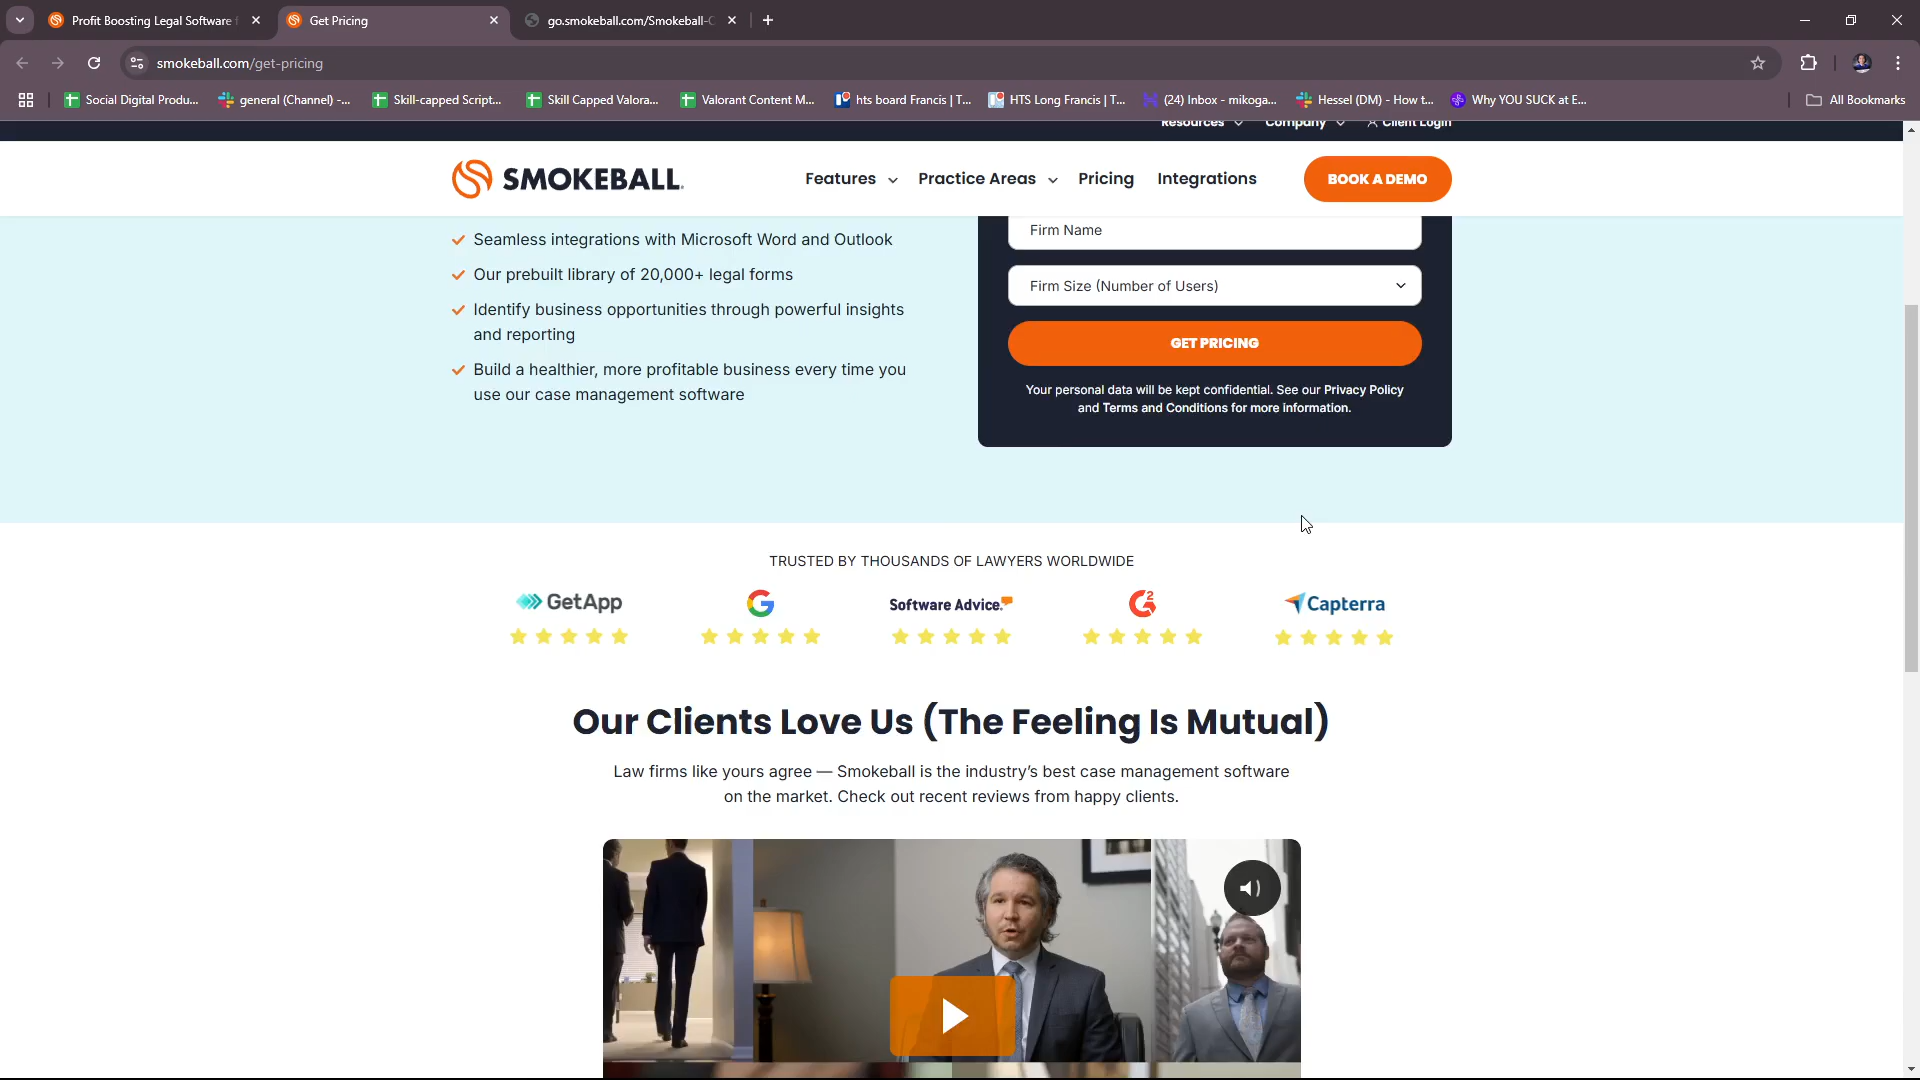 Profit Boosting Legal Software
Get Pricing
go.smokeball.com/Smokeball-C
smokeball.com/get-pricing
Social Digital Produ...
general (Channel) -...
Skill-capped Script...
Skill Capped Valora...
Valorant Content M...
hts board Francis | T...
HTS Long Francis | T...
(24) Inbox - mikoga...
Hessel (DM) - How t...
Why YOU SUCK at E...
All Bookmarks
Resources
Company
Client Login
SMOKEBALL
Features
Practice Areas
Pricing
Integrations
BOOK A DEMO
Seamless integrations with Microsoft Word and Outlook
Our prebuilt library of 20,000+ legal forms
Identify business opportunities through powerful insights
and reporting
Build a healthier, more profitable business every time you
use our case management software
Firm Name
Firm Size (Number of Users)
GET PRICING
Your personal data will be kept confidential. See our Privacy Policy
and Terms and Conditions for more information.
TRUSTED BY THOUSANDS OF LAWYERS WORLDWIDE
GetApp
Software Advice.
G2
Capterra
Our Clients Love Us (The Feeling Is Mutual)
Law firms like yours agree — Smokeball is the industry's best case management software
on the market. Check out recent reviews from happy clients.